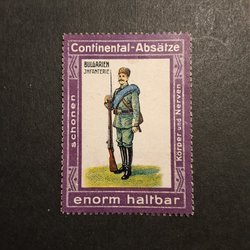 Continental-Absätze
BULGARIEN
INFANTERIE
schonen
Körper und Nerven
enorm haltbar